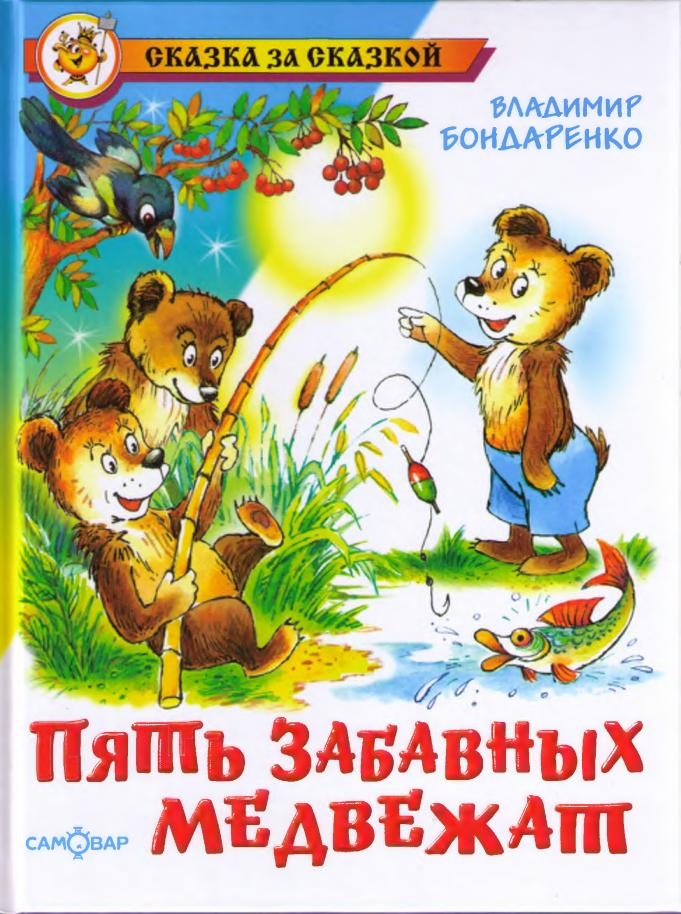 Сказка за сказкой
ВЛАДИМИР
БОНДАРЕНКО
ПЯТЬ ЗАБАВНЫХ
МЕДВЕЖАТ
САМОВАР